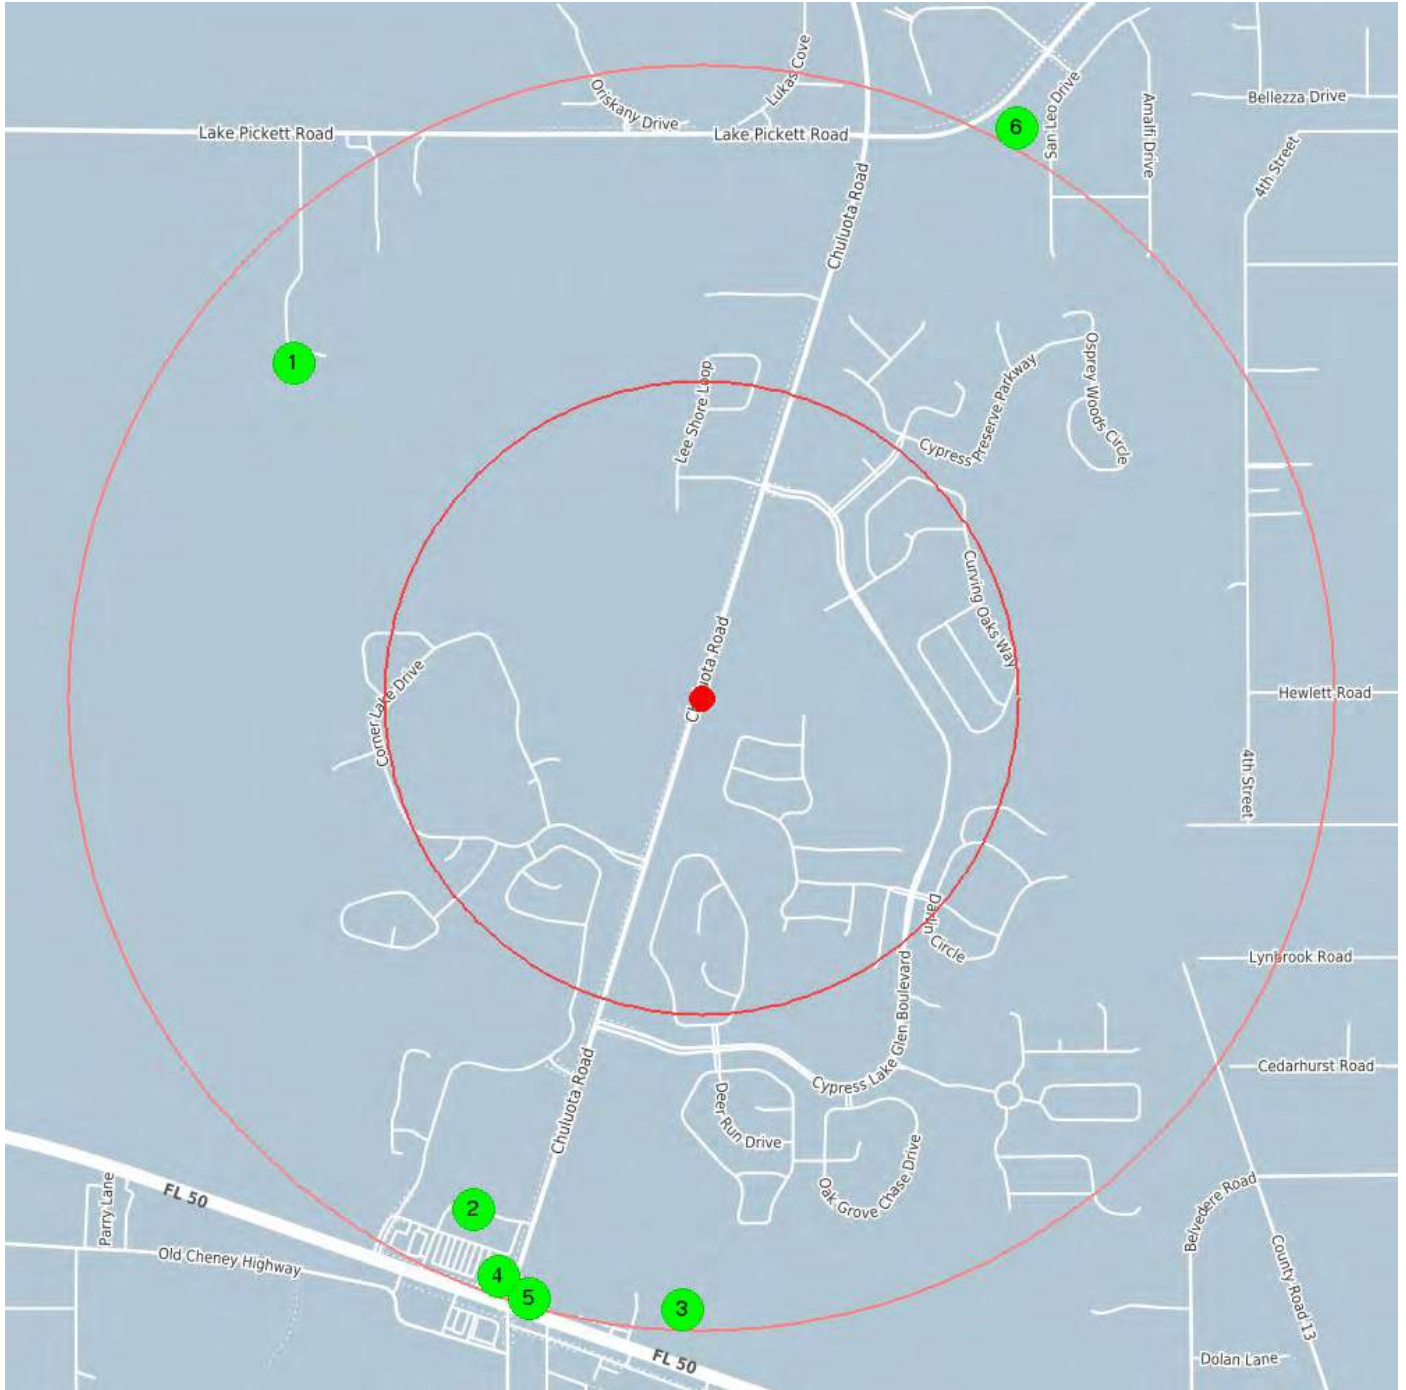 Lukas Cove
Oriskany Drive
San Leo Drive
Bellezza Drive
Amalfi Drive
6
Lake Pickett Road
Lake Pickett Road
4th Street
Chuluota Road
1
Lee Shore Loop
Cypress Preserve Parkway
Osprey Woods Circle
Curving Oaks Way
Chuluota Road
Corner Lake Drive
Hewlett Road
4th Street
Darlin Circle
Lynbrook Road
Cypress Lake Glen Boulevard
Cedarhurst Road
Chuluota Road
Deer Run Drive
Oak Grove Chase Drive
Parry Lane
FL 50
2
Belvedere Road
Old Cheney Highway
County Road 13
4
5
3
FL 50
Dolan Lane